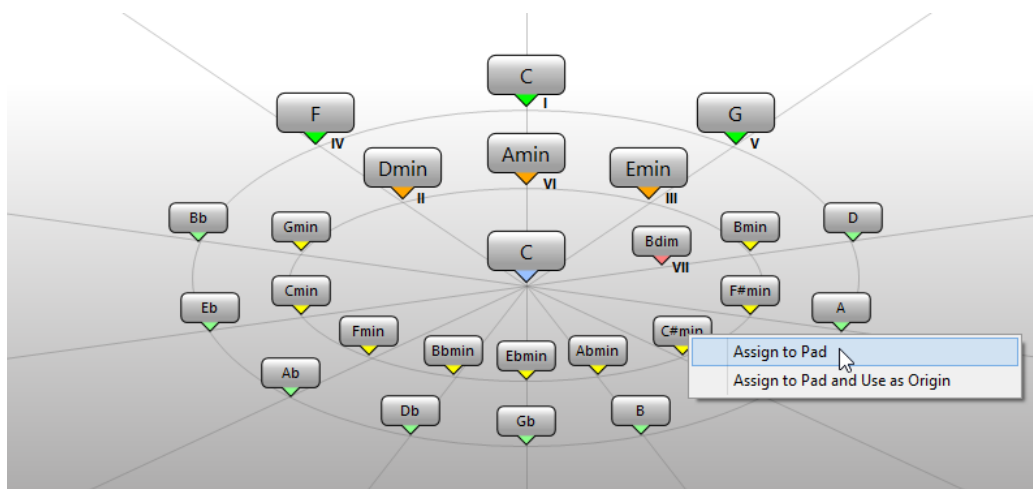 C
I
F
IV
G
V
Amin
VI
Dmin
II
Emin
III
Bb
Gmin
C
Bdim
VII
Bmin
D
Eb
Cmin
F#min
A
Fmin
Bbmin
Ebmin
Abmin
C#min
Assign to Pad
Assign to Pad and Use as Origin
Ab
Db
Gb
B